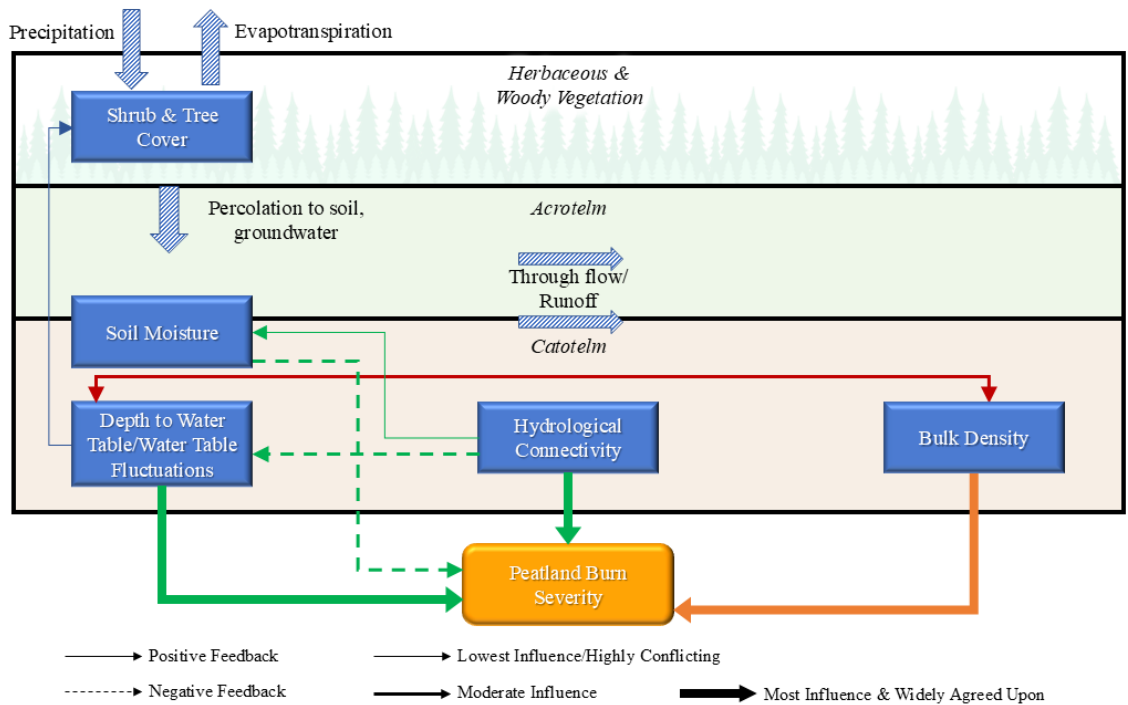 Precipitation
Evapotranspiration
Herbaceous &
Woody Vegetation
Shrub & Tree
Cover
Percolation to soil,
groundwater
Acrotelm
Through flow/
Runoff
Soil Moisture
Catotelm
Depth to Water
Table/Water Table
Fluctuations
Hydrological
Connectivity
Bulk Density
Peatland Burn
Severity
Positive Feedback
Lowest Influence/Highly Conflicting
Negative Feedback
Moderate Influence
Most Influence & Widely Agreed Upon